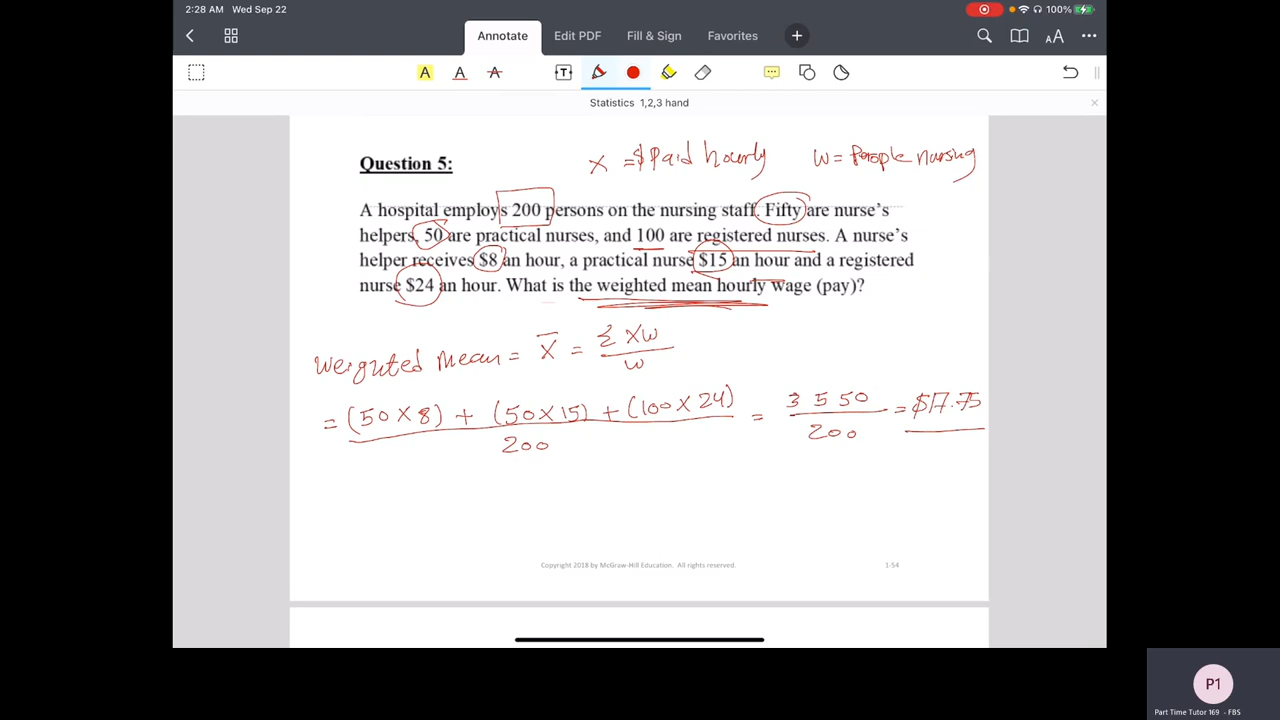 2:28 AM Wed Sep 22
100%
Annotate Edit PDF Fill & Sign Favorites
AA
A A A T
Statistics 1,2,3 hand
Question 5:
x = $ Paid hourly w = People nursing
A hospital employs 200 persons on the nursing staff. Fifty are nurse's
helpers, 50 are practical nurses, and 100 are registered nurses. A nurse's
helper receives $8 an hour, a practical nurse $15 an hour and a registered
nurse $24 an hour. What is the weighted mean hourly wage (pay)?
Weiguted mean = X̄ = Σ Xw / w
= (50 X 8) + (50 X 15) + (100 X 24) / 200 = 3550 / 200 = $17.75
Copyright 2018 by McGraw-Hill Education. All rights reserved. 1-54
P1
Part Time Tutor 169 - FBS